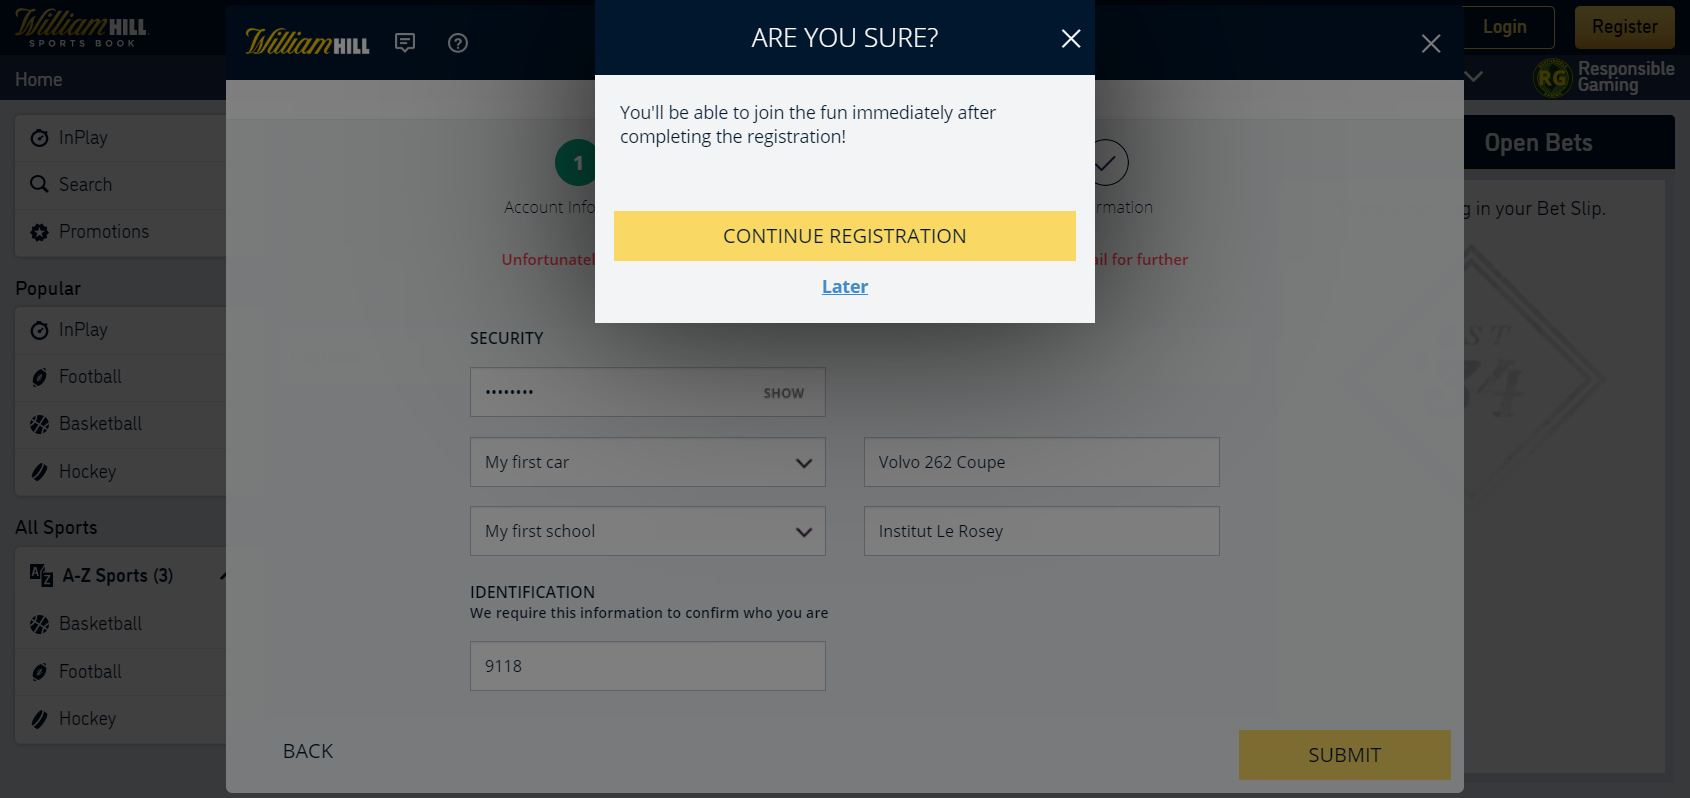 William HILL
SPORTS BOOK
Login
Register
Home
RG
Responsible
Gaming
InPlay
Search
Promotions
Popular
InPlay
Football
Basketball
Hockey
All Sports
A-Z Sports (3)
Basketball
Football
Hockey
William HILL
ARE YOU SURE?
You'll be able to join the fun immediately after
completing the registration!
CONTINUE REGISTRATION
Later
1
Account Info
rmation
ail for further
SECURITY
•••••••• SHOW
My first car
Volvo 262 Coupe
My first school
Institut Le Rosey
IDENTIFICATION
We require this information to confirm who you are
9118
BACK
SUBMIT
Open Bets
in your Bet Slip.